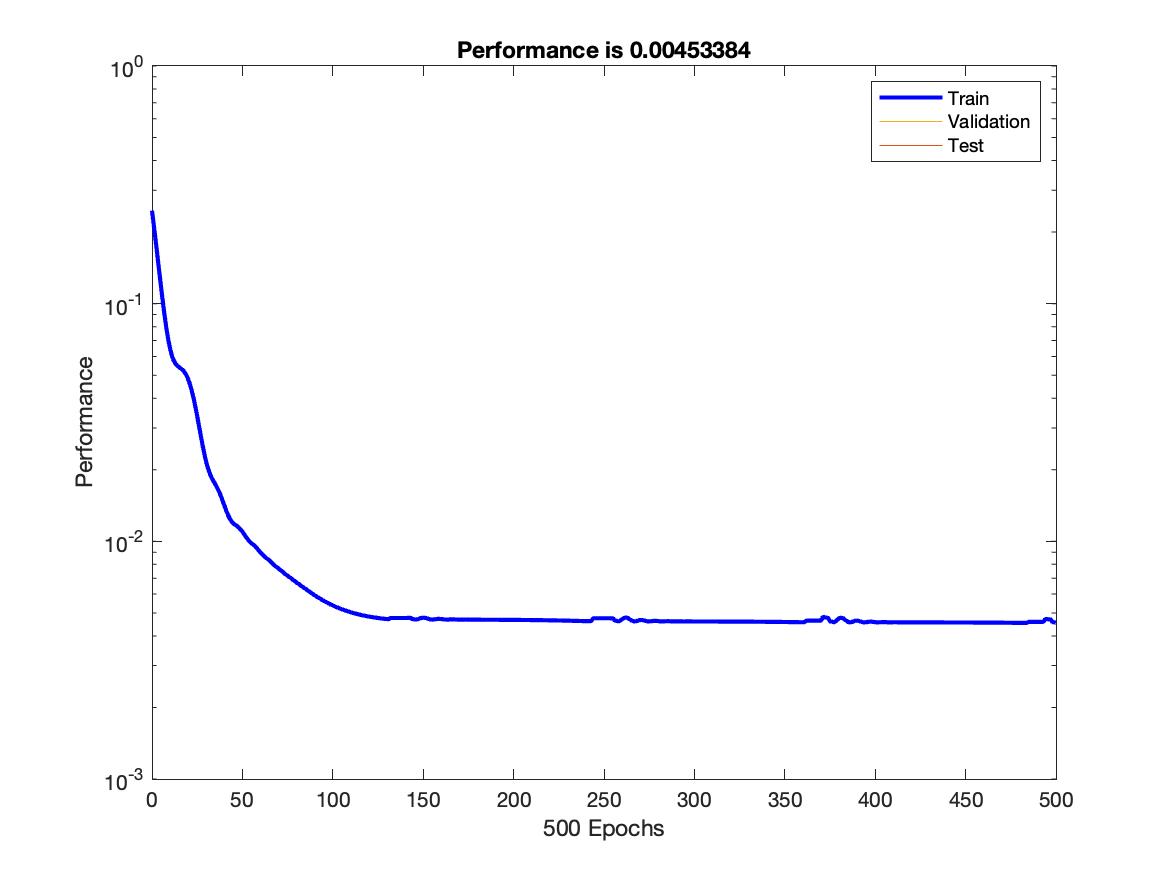 Performance is 0.00453384
10^0
Train
Validation
Test
10^-1
Performance
10^-2
10^-3
0 50 100 150 200 250 300 350 400 450 500
500 Epochs